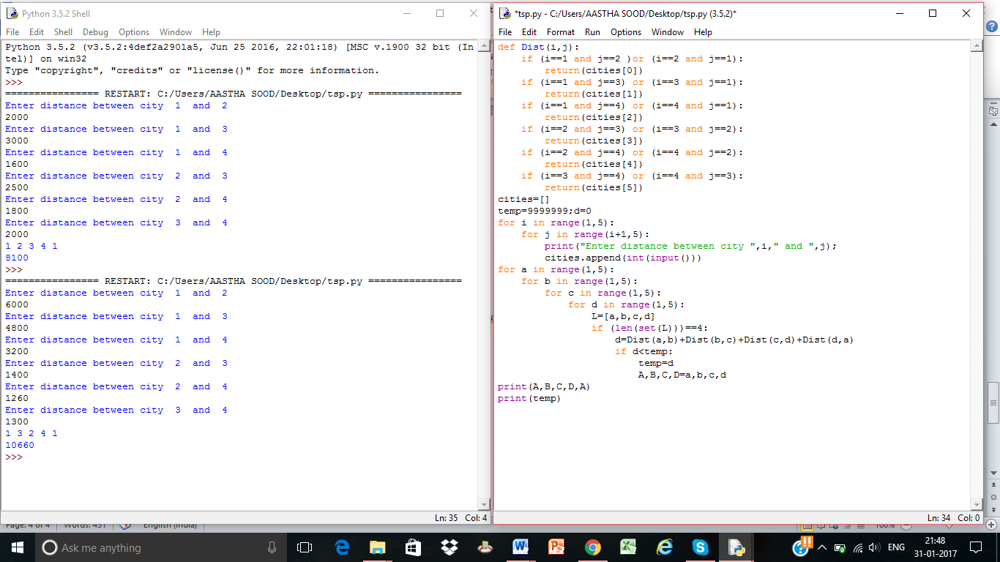 Python 3.5.2 Shell
File Edit Shell Debug Options Window Help
Python 3.5.2 (v3.5.2:4def2a2901a5, Jun 25 2016, 22:01:18) [MSC v.1900 32 bit (In
tel)] on win32
Type "copyright", "credits" or "license()" for more information.
>>>
================ RESTART: C:/Users/AASTHA SOOD/Desktop/tsp.py ================
Enter distance between city  1  and  2
2000
Enter distance between city  1  and  3
3000
Enter distance between city  1  and  4
1600
Enter distance between city  2  and  3
2500
Enter distance between city  2  and  4
1800
Enter distance between city  3  and  4
2000
1 2 3 4 1
8100
>>>
================ RESTART: C:/Users/AASTHA SOOD/Desktop/tsp.py ================
Enter distance between city  1  and  2
6000
Enter distance between city  1  and  3
4800
Enter distance between city  1  and  4
3200
Enter distance between city  2  and  3
1400
Enter distance between city  2  and  4
1260
Enter distance between city  3  and  4
1300
1 3 2 4 1
10660
>>>
Ln: 35 Col: 4
*tsp.py - C:/Users/AASTHA SOOD/Desktop/tsp.py (3.5.2)*
File Edit Format Run Options Window Help
def Dist(i,j):
    if (i==1 and j==2 )or (i==2 and j==1):
        return(cities[0])
    if (i==1 and j==3) or (i==3 and j==1):
        return(cities[1])
    if (i==1 and j==4) or (i==4 and j==1):
        return(cities[2])
    if (i==2 and j==3) or (i==3 and j==2):
        return(cities[3])
    if (i==2 and j==4) or (i==4 and j==2):
        return(cities[4])
    if (i==3 and j==4) or (i==4 and j==3):
        return(cities[5])
cities=[]
temp=9999999;d=0
for i in range(1,5):
    for j in range(i+1,5):
        print("Enter distance between city ",i," and ",j);
        cities.append(int(input()))
for a in range(1,5):
    for b in range(1,5):
        for c in range(1,5):
            for d in range(1,5):
                L=[a,b,c,d]
                if (len(set(L)))==4:
                    d=Dist(a,b)+Dist(b,c)+Dist(c,d)+Dist(d,a)
                    if d<temp:
                        temp=d
                        A,B,C,D=a,b,c,d
print(A,B,C,D,A)
print(temp)
Ln: 34 Col: 0
Page: 4 of 4 Words: 451 English (India) 100%
Ask me anything
ENG
21:48
31-01-2017